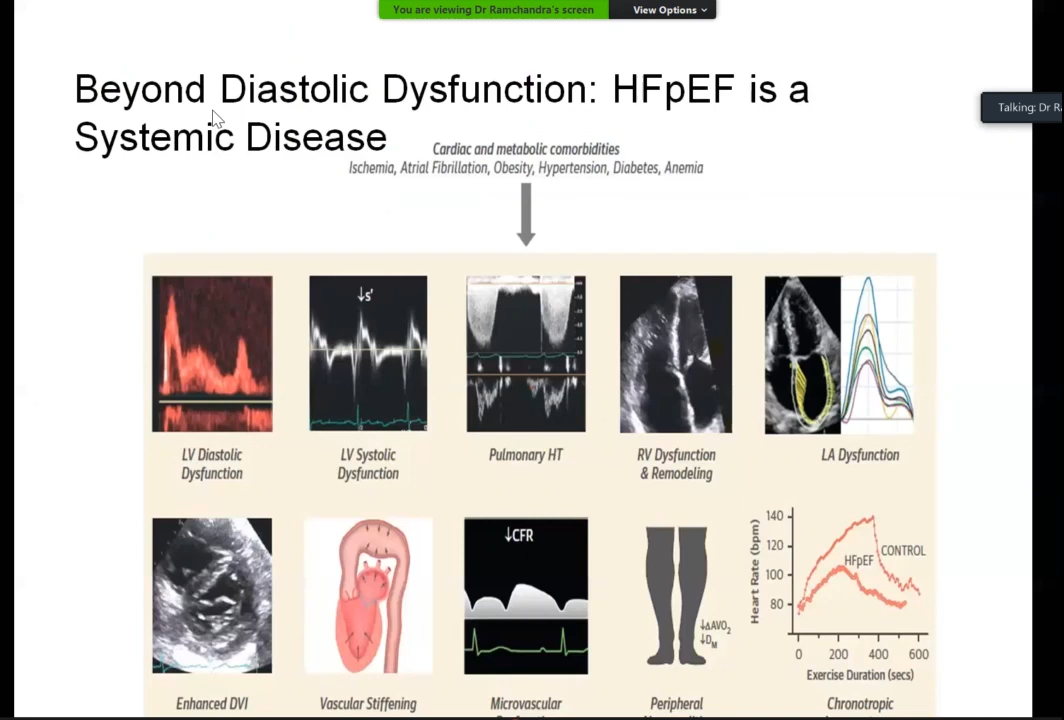 You are viewing Dr Ramchandra's screen
View Options
Beyond Diastolic Dysfunction: HFpEF is a
Systemic Disease
Talking: Dr R
Cardiac and metabolic comorbidities
Ischemia, Atrial Fibrillation, Obesity, Hypertension, Diabetes, Anemia
↓s'
LV Diastolic
Dysfunction
LV Systolic
Dysfunction
Pulmonary HT
RV Dysfunction
& Remodeling
LA Dysfunction
↓CFR
↓ΔAVO₂
↓Dᴍ
Heart Rate (bpm)
140
120
100
80
CONTROL
HFpEF
0 200 400 600
Exercise Duration (secs)
Enhanced DVI
Vascular Stiffening
Microvascular
Peripheral
Chronotropic